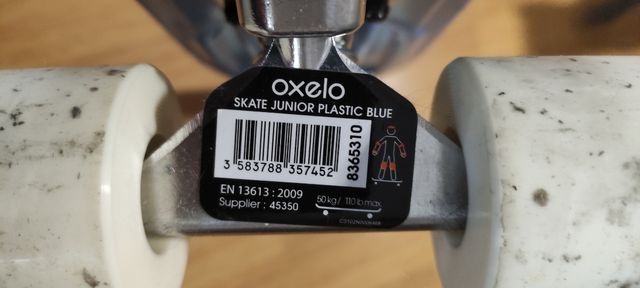 oxelo
SKATE JUNIOR PLASTIC BLUE
3 583788 357452
8365310
EN 13613 : 2009
Supplier : 45350
50 kg / 110 lb max.